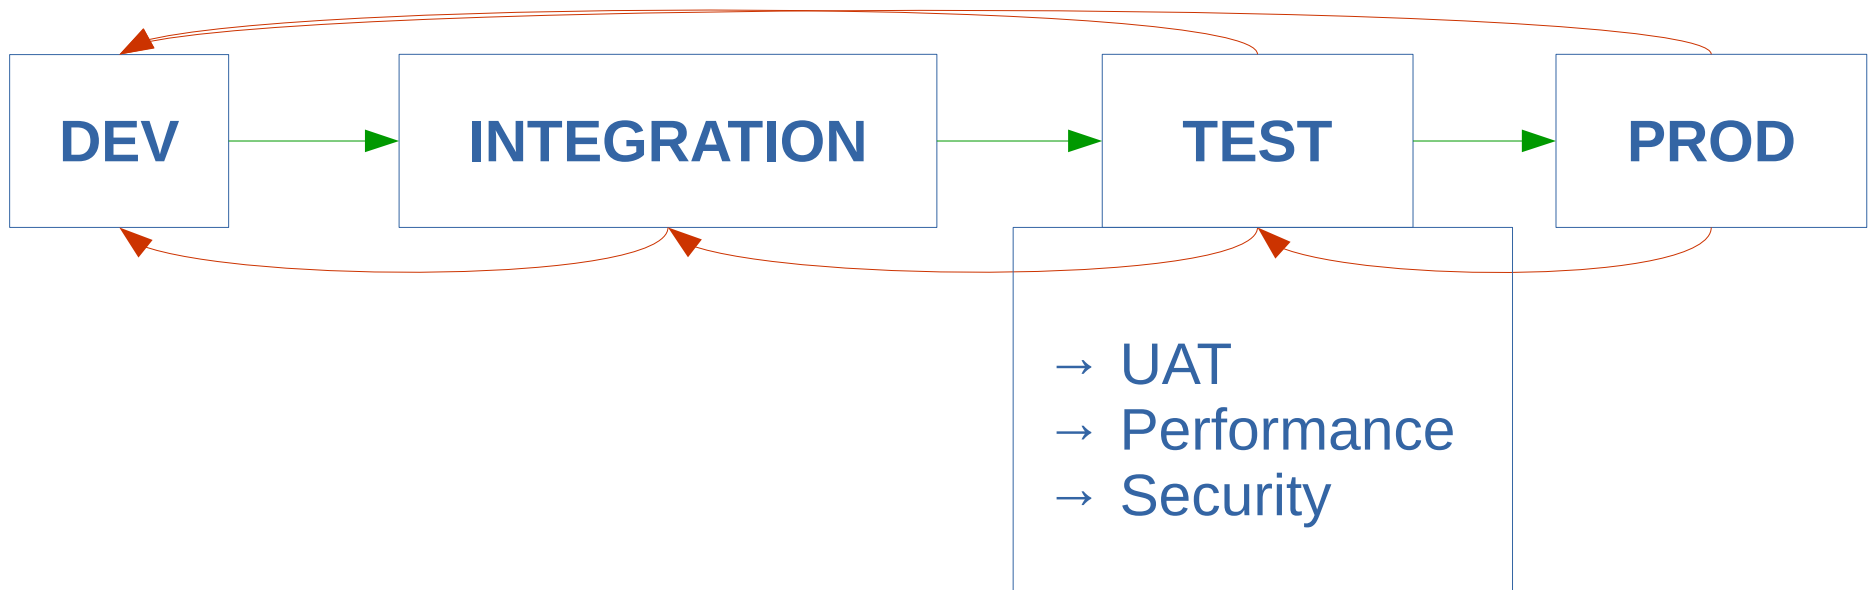 DEV
INTEGRATION
TEST
PROD
→ UAT
→ Performance
→ Security